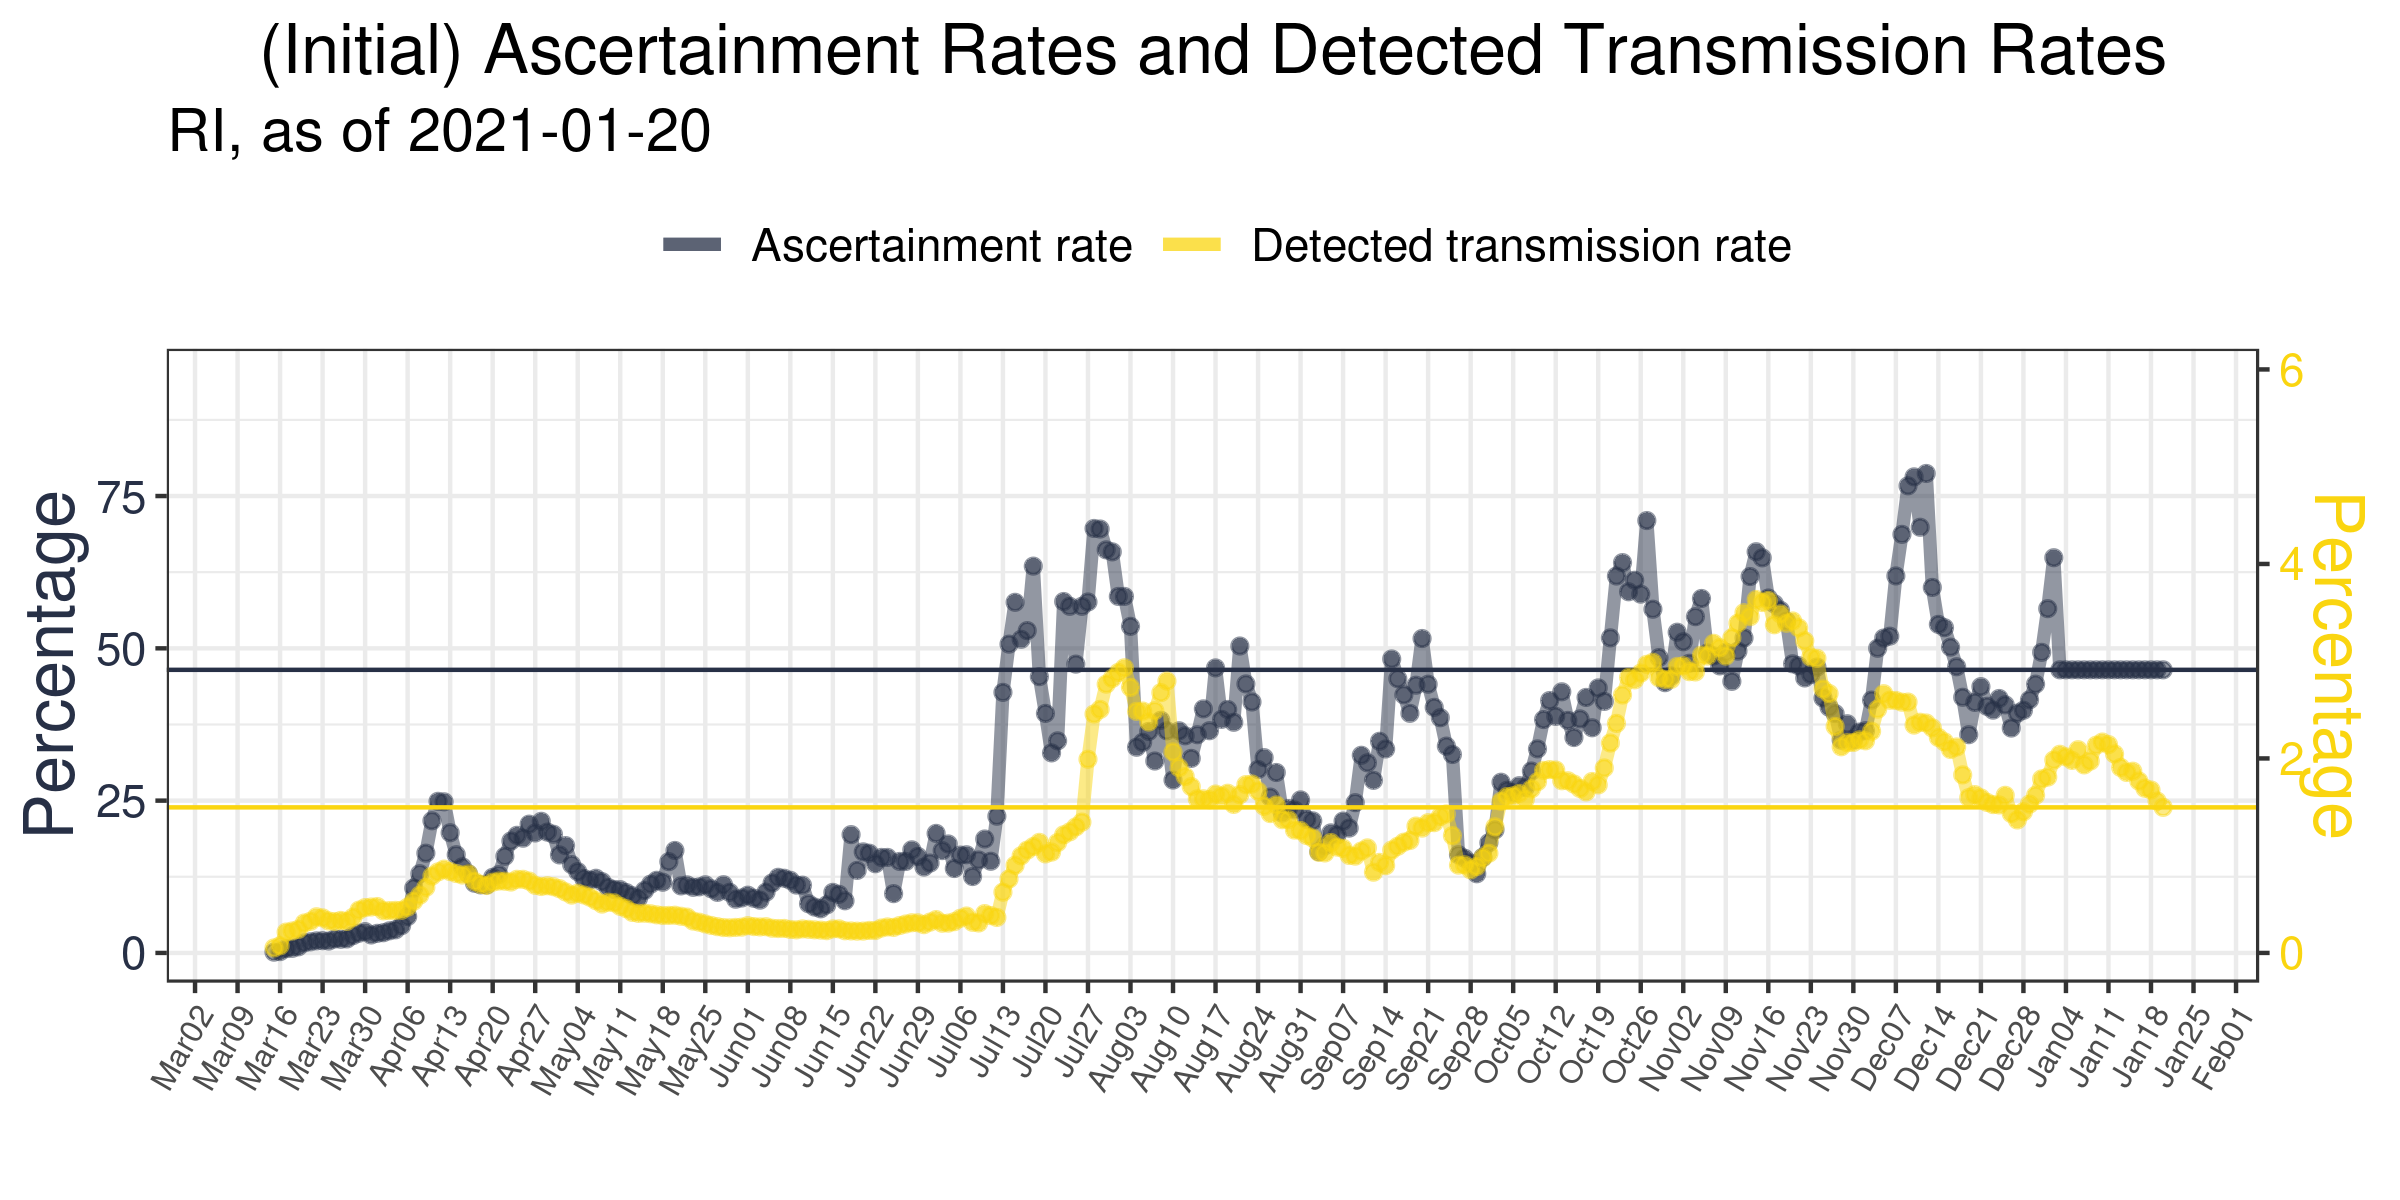 (Initial) Ascertainment Rates and Detected Transmission Rates
RI, as of 2021-01-20
Ascertainment rate Detected transmission rate
Percentage
75
50
25
0
6
4
2
0
Percentage
Mar02 Mar09 Mar16 Mar23 Mar30 Apr06 Apr13 Apr20 Apr27 May04 May11 May18 May25 Jun01 Jun08 Jun15 Jun22 Jun29 Jul06 Jul13 Jul20 Jul27 Aug03 Aug10 Aug17 Aug24 Aug31 Sep07 Sep14 Sep21 Sep28 Oct05 Oct12 Oct19 Oct26 Nov02 Nov09 Nov16 Nov23 Nov30 Dec07 Dec14 Dec21 Dec28 Jan04 Jan11 Jan18 Jan25 Feb01